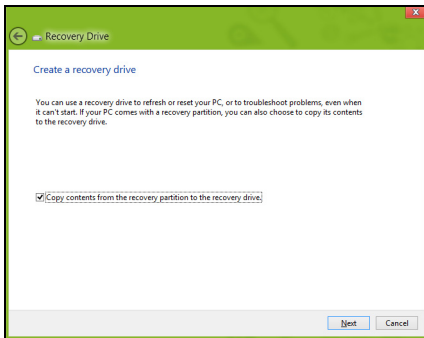 x
Recovery Drive
Create a recovery drive
You can use a recovery drive to refresh or reset your PC, or to troubleshoot problems, even when
it can't start. If your PC comes with a recovery partition, you can also choose to copy its contents
to the recovery drive.
Copy contents from the recovery partition to the recovery drive.
Next Cancel